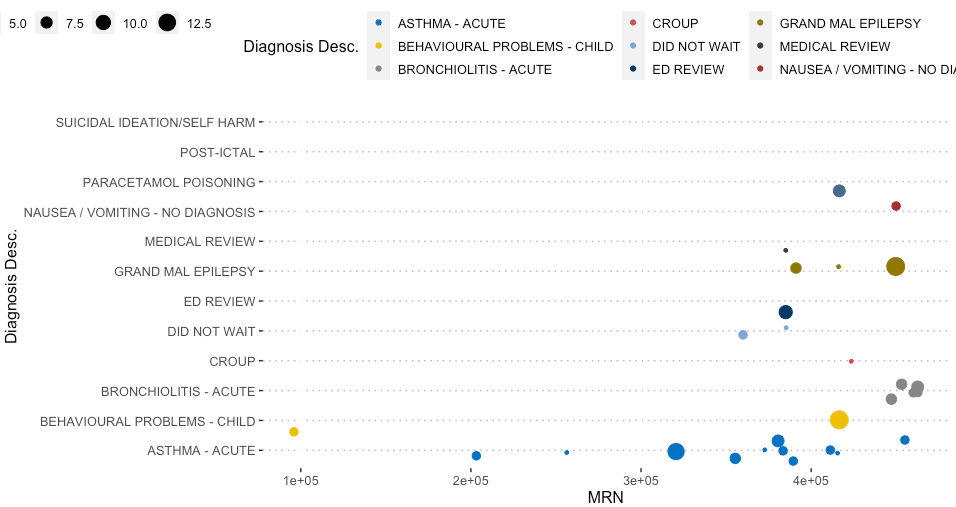 5.0 7.5 10.0 12.5
Diagnosis Desc.
ASTHMA - ACUTE
BEHAVIOURAL PROBLEMS - CHILD
BRONCHIOLITIS - ACUTE
CROUP
DID NOT WAIT
ED REVIEW
GRAND MAL EPILEPSY
MEDICAL REVIEW
NAUSEA / VOMITING - NO
Diagnosis Desc.
SUICIDAL IDEATION/SELF HARM
POST-ICTAL
PARACETAMOL POISONING
NAUSEA / VOMITING - NO DIAGNOSIS
MEDICAL REVIEW
GRAND MAL EPILEPSY
ED REVIEW
DID NOT WAIT
CROUP
BRONCHIOLITIS - ACUTE
BEHAVIOURAL PROBLEMS - CHILD
ASTHMA - ACUTE
1e+05 2e+05 3e+05 4e+05
MRN